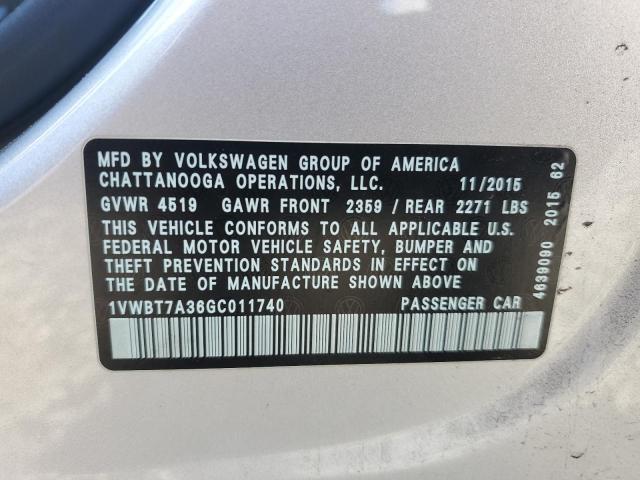 MFD BY VOLKSWAGEN GROUP OF AMERICA
CHATTANOOGA OPERATIONS, LLC. 11/2015
GVWR 4519 GAWR FRONT 2359 / REAR 2271 LBS
THIS VEHICLE CONFORMS TO ALL APPLICABLE U.S.
FEDERAL MOTOR VEHICLE SAFETY, BUMPER AND
THEFT PREVENTION STANDARDS IN EFFECT ON
THE DATE OF MANUFACTURE SHOWN ABOVE
1VWBT7A36GC011740 PASSENGER CAR
4639090 2015 62